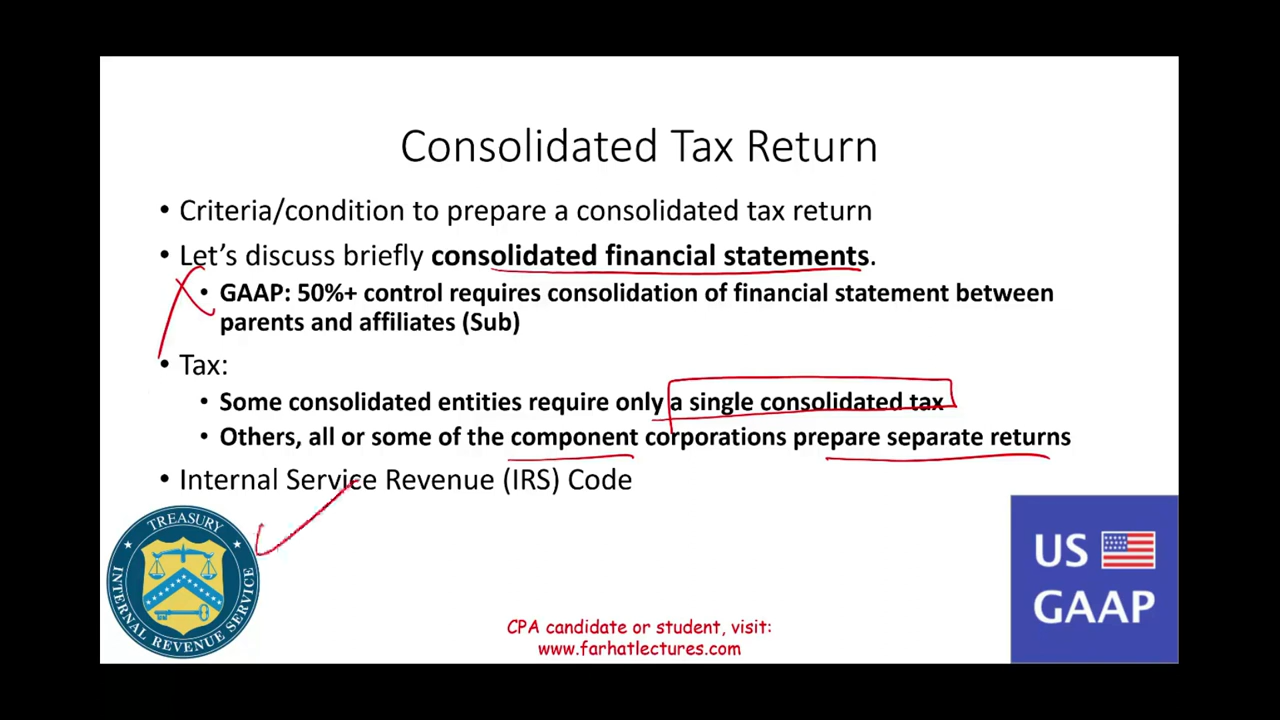 Consolidated Tax Return
• Criteria/condition to prepare a consolidated tax return
• Let's discuss briefly consolidated financial statements.
• GAAP: 50%+ control requires consolidation of financial statement between
parents and affiliates (Sub)
• Tax:
• Some consolidated entities require only a single consolidated tax
• Others, all or some of the component corporations prepare separate returns
• Internal Service Revenue (IRS) Code
TREASURY
INTERNAL REVENUE SERVICE
US
GAAP
CPA candidate or student, visit:
www.farhatlectures.com